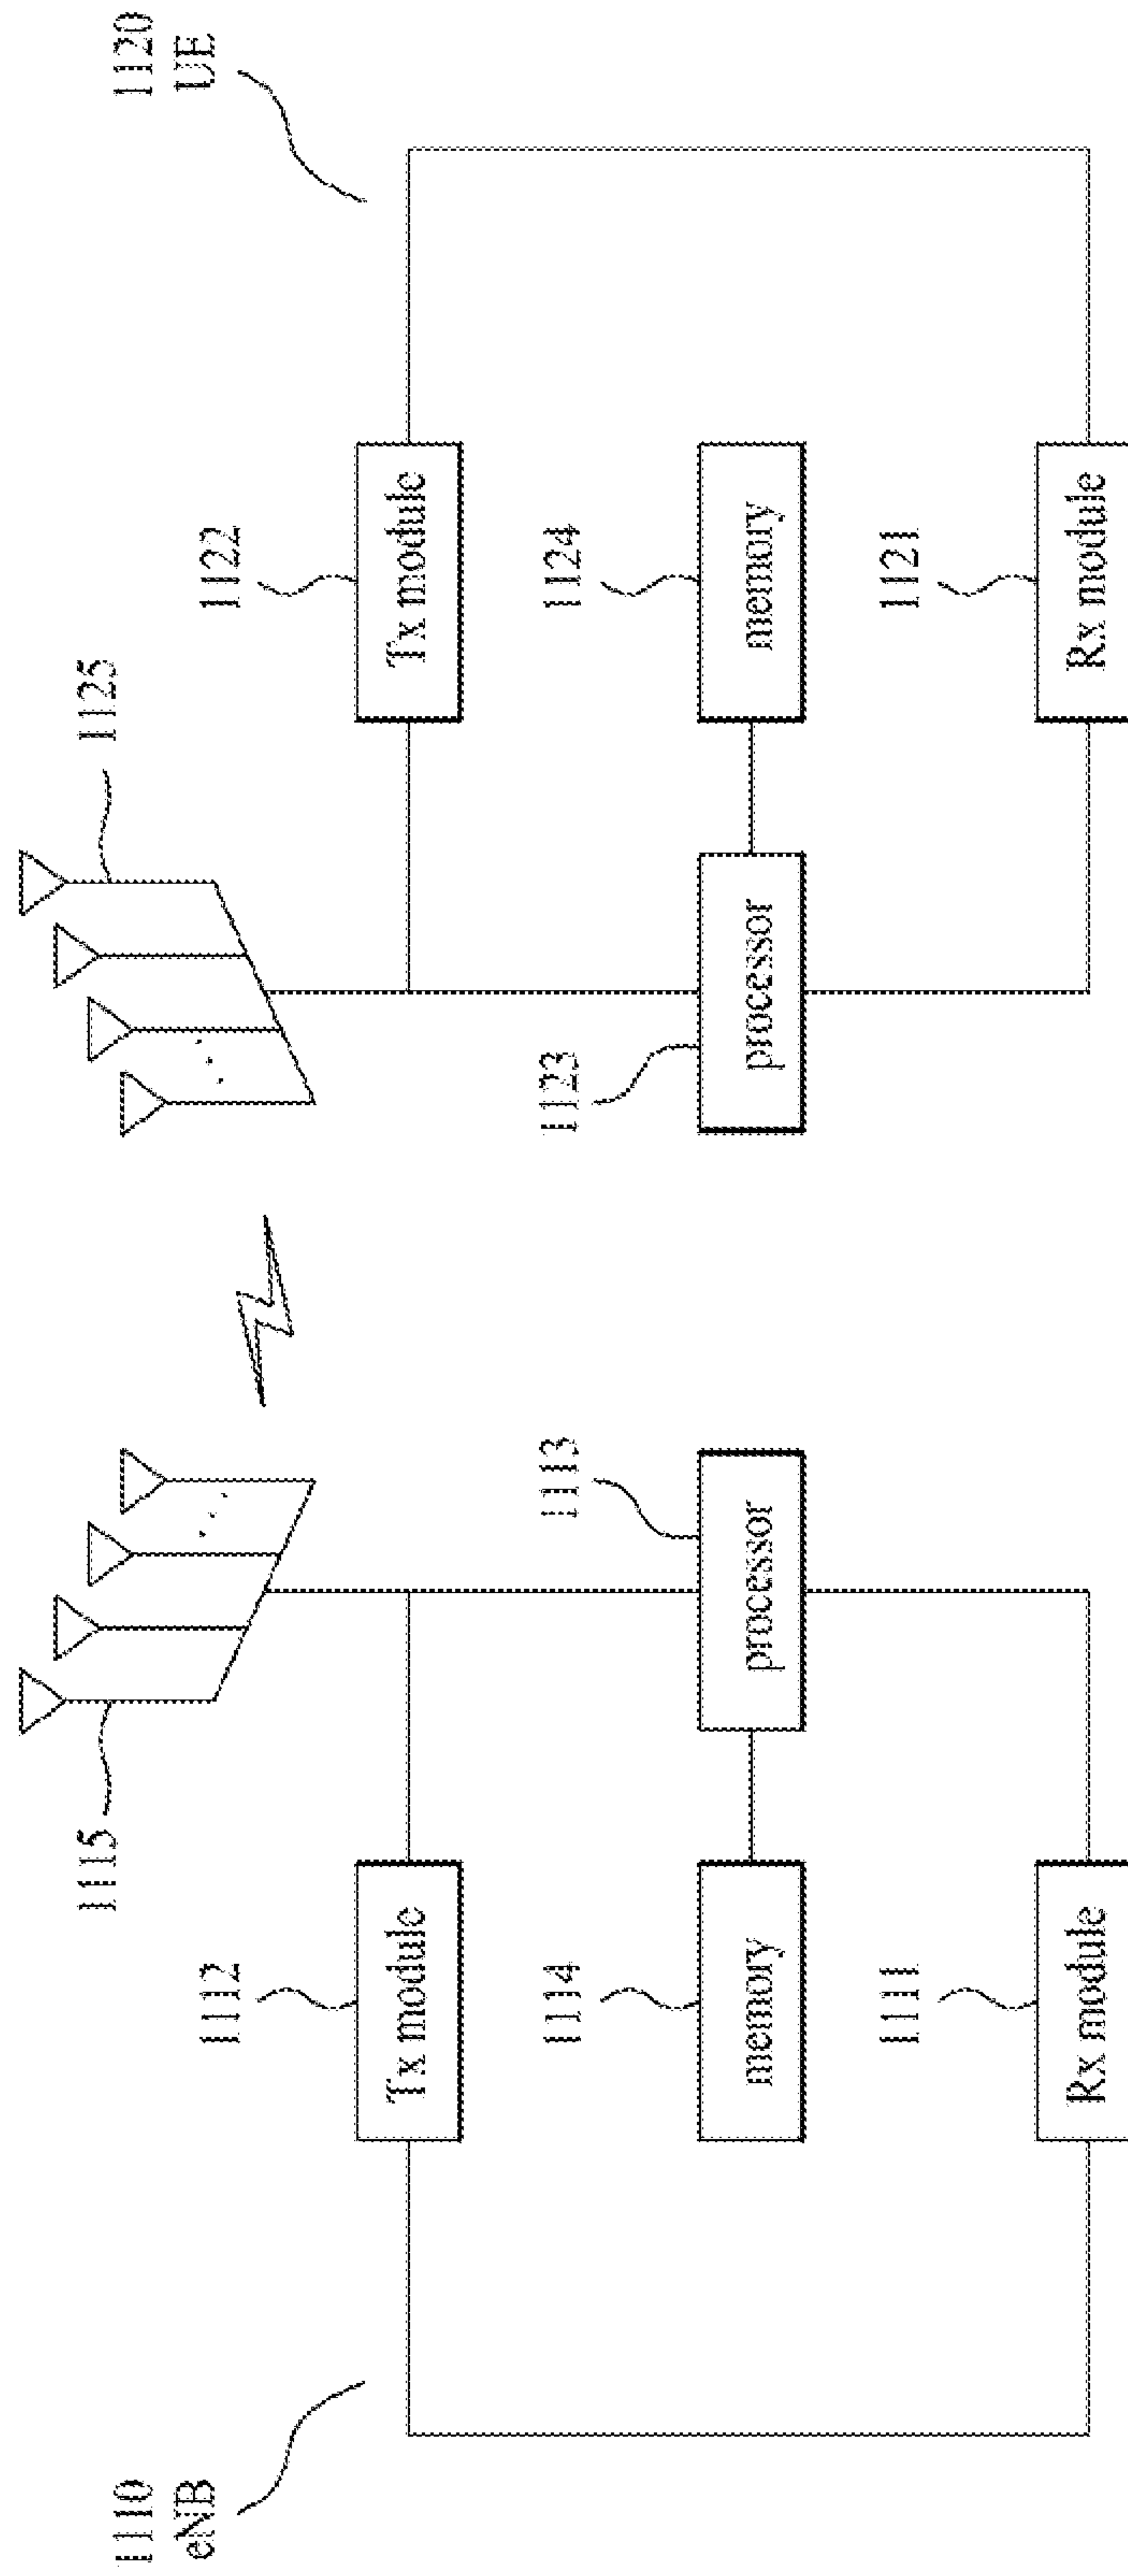 1110
eNB
1115
1112
Tx module
1114
memory
1111
Rx module
1113
processor
1120
UE
1125
1122
Tx module
1123
processor
1124
memory
1121
Rx module